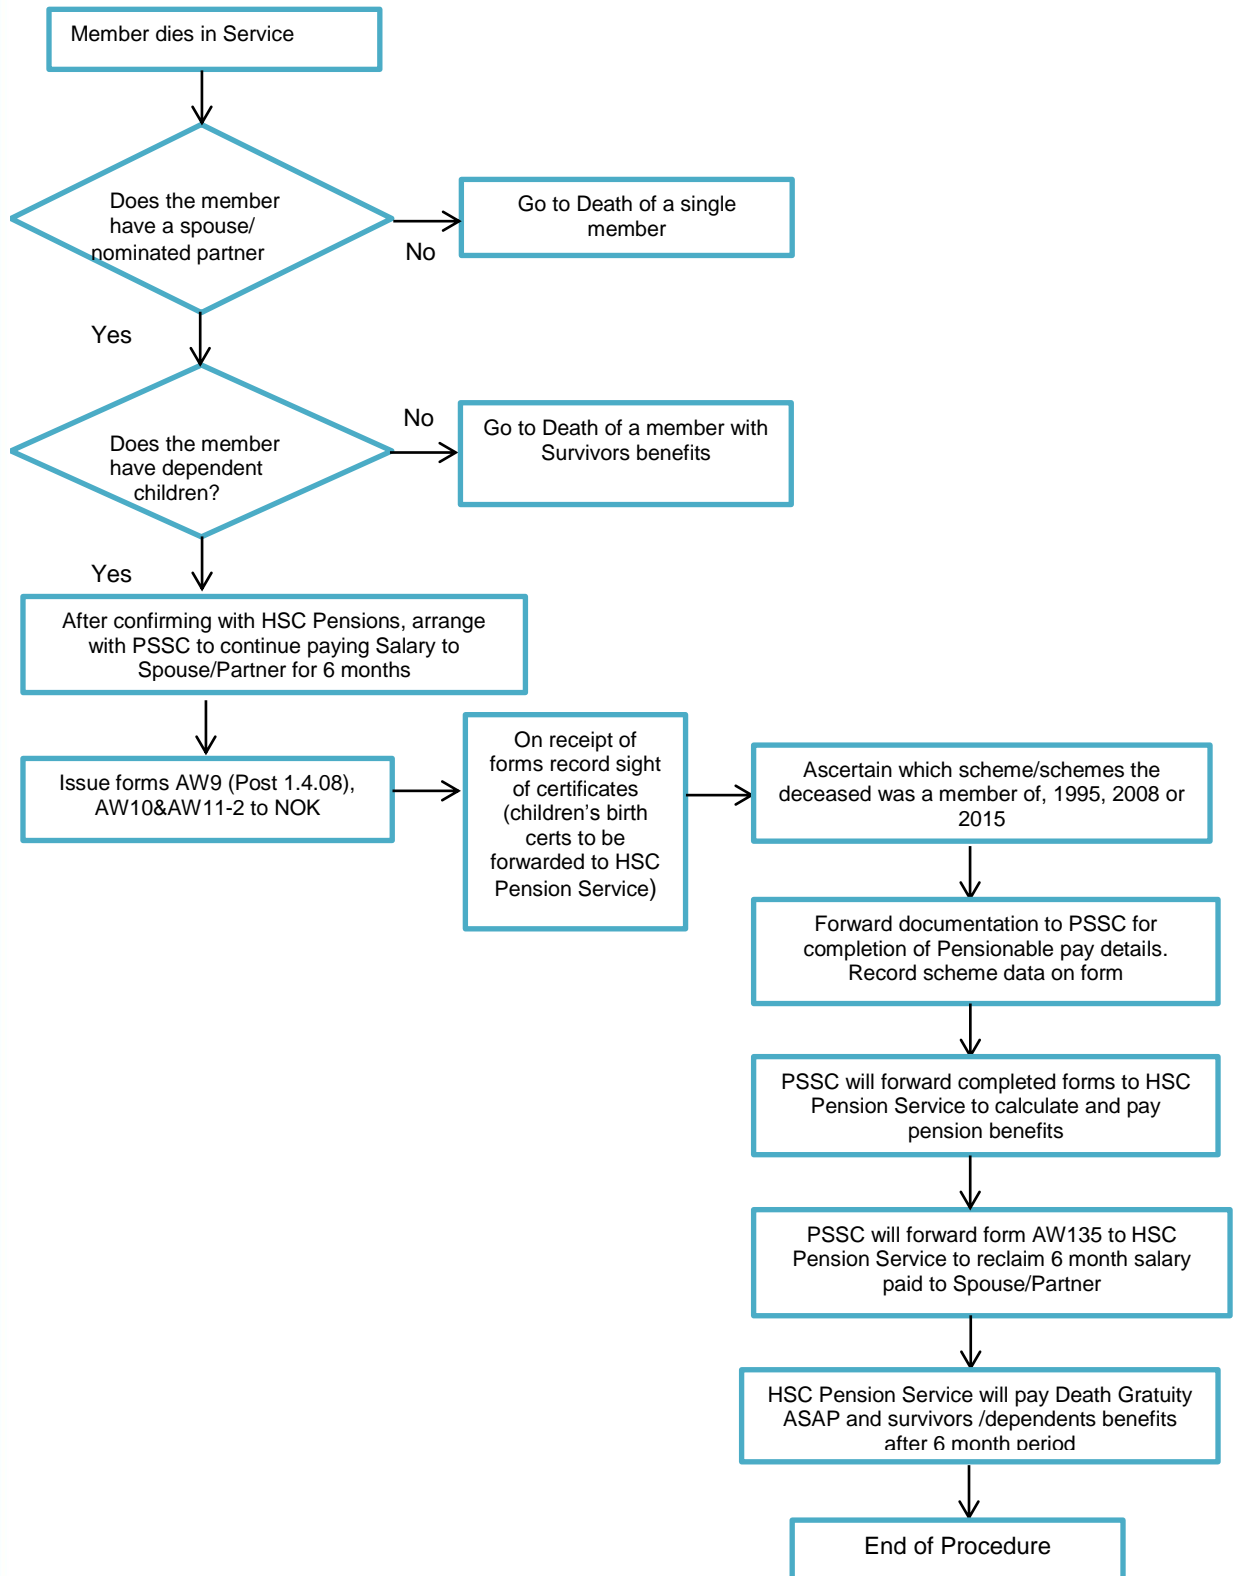 Member dies in Service
Does the member
have a spouse/
nominated partner
No
Go to Death of a single
member
Yes
Does the member
have dependent
children?
No
Go to Death of a member with
Survivors benefits
Yes
After confirming with HSC Pensions, arrange
with PSSC to continue paying Salary to
Spouse/Partner for 6 months
Issue forms AW9 (Post 1.4.08),
AW10&AW11-2 to NOK
On receipt of
forms record sight
of certificates
(children's birth
certs to be
forwarded to HSC
Pension Service)
Ascertain which scheme/schemes the
deceased was a member of, 1995, 2008 or
2015
Forward documentation to PSSC for
completion of Pensionable pay details.
Record scheme data on form
PSSC will forward completed forms to HSC
Pension Service to calculate and pay
pension benefits
PSSC will forward form AW135 to HSC
Pension Service to reclaim 6 month salary
paid to Spouse/Partner
HSC Pension Service will pay Death Gratuity
ASAP and survivors /dependents benefits
after 6 month period
End of Procedure